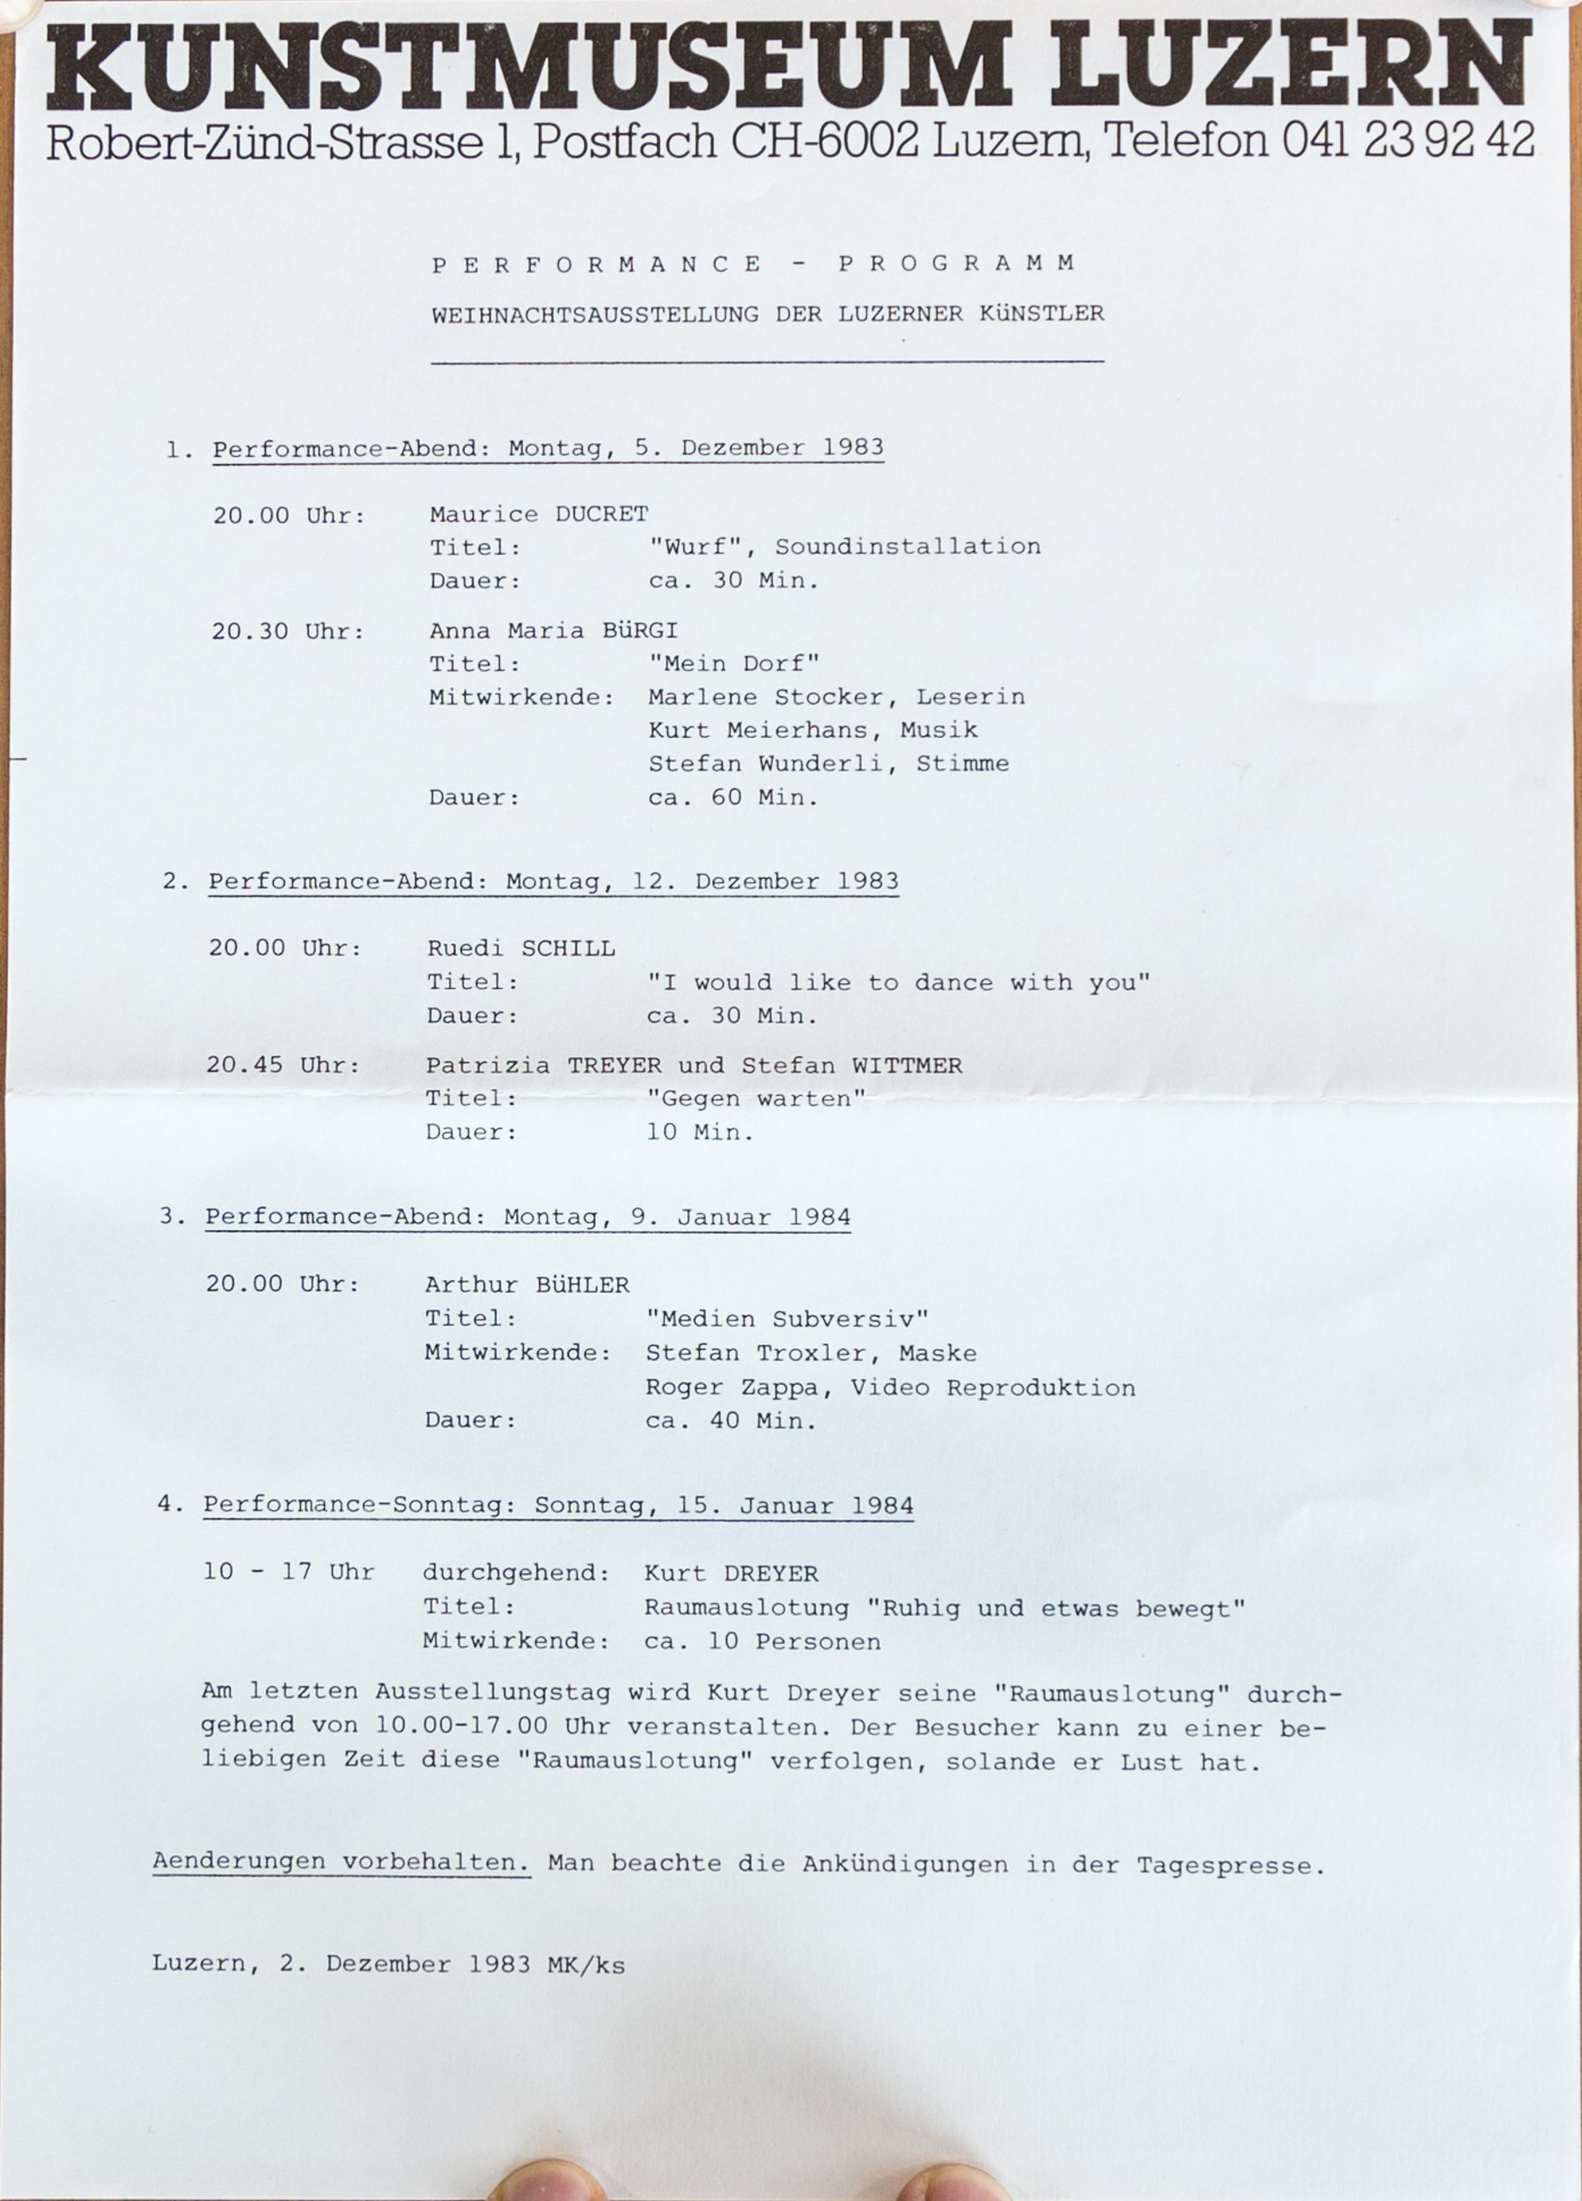 KUNSTMUSEUM LUZERN
Robert-Zünd-Strasse 1, Postfach CH-6002 Luzern, Telefon 041 23 92 42
PERFORMANCE - PROGRAMM
WEIHNACHTSAUSSTELLUNG DER LUZERNER KüNSTLER
1. Performance-Abend: Montag, 5. Dezember 1983
20.00 Uhr: Maurice DUCRET
Titel: "Wurf", Soundinstallation
Dauer: ca. 30 Min.
20.30 Uhr: Anna Maria BüRGI
Titel: "Mein Dorf"
Mitwirkende: Marlene Stocker, Leserin
Kurt Meierhans, Musik
Stefan Wunderli, Stimme
Dauer: ca. 60 Min.
2. Performance-Abend: Montag, 12. Dezember 1983
20.00 Uhr: Ruedi SCHILL
Titel: "I would like to dance with you"
Dauer: ca. 30 Min.
20.45 Uhr: Patrizia TREYER und Stefan WITTMER
Titel: "Gegen warten"
Dauer: 10 Min.
3. Performance-Abend: Montag, 9. Januar 1984
20.00 Uhr: Arthur BüHLER
Titel: "Medien Subversiv"
Mitwirkende: Stefan Troxler, Maske
Roger Zappa, Video Reproduktion
Dauer: ca. 40 Min.
4. Performance-Sonntag: Sonntag, 15. Januar 1984
10 - 17 Uhr durchgehend: Kurt DREYER
Titel: Raumauslotung "Ruhig und etwas bewegt"
Mitwirkende: ca. 10 Personen
Am letzten Ausstellungstag wird Kurt Dreyer seine "Raumauslotung" durch-
gehend von 10.00-17.00 Uhr veranstalten. Der Besucher kann zu einer be-
liebigen Zeit diese "Raumauslotung" verfolgen, solande er Lust hat.
Aenderungen vorbehalten. Man beachte die Ankündigungen in der Tagespresse.
Luzern, 2. Dezember 1983 MK/ks